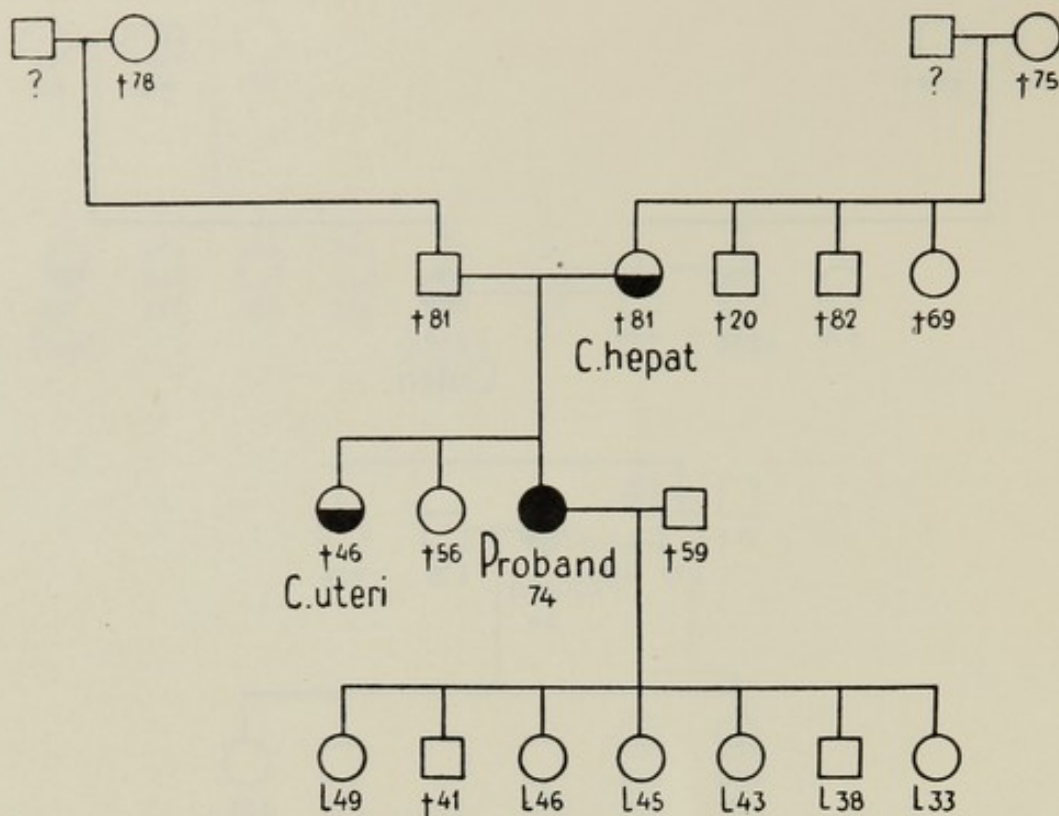 ? †78 ? †75
†81 †81 †20 †82 †69
C.hepat
†46 †56 Proband †59
C.uteri 74
L49 †41 L46 L45 L43 L38 L33